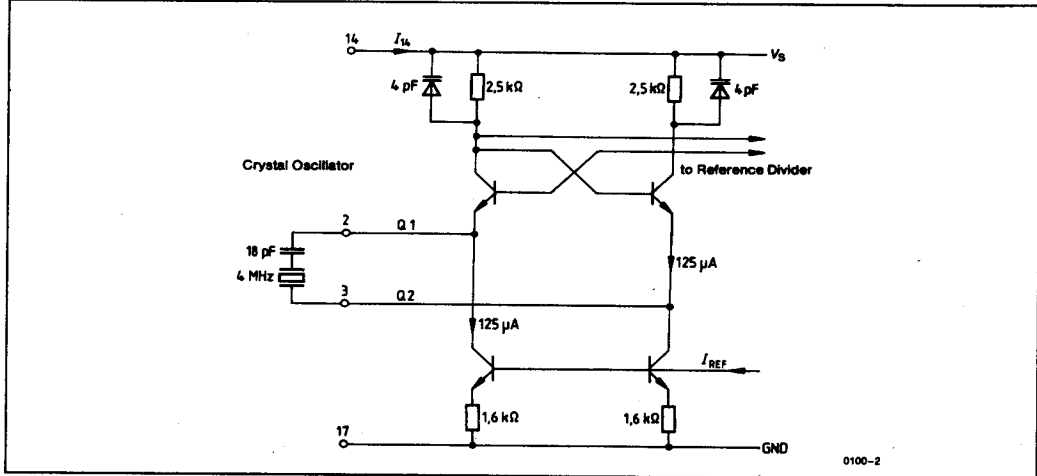 14
I14
VS
4 pF
2,5 kΩ
2,5 kΩ
4 pF
Crystal Oscillator
to Reference Divider
2
Q1
18 pF
4 MHz
125 μA
3
Q2
125 μA
IREF
1,6 kΩ
1,6 kΩ
17
GND
0100-2